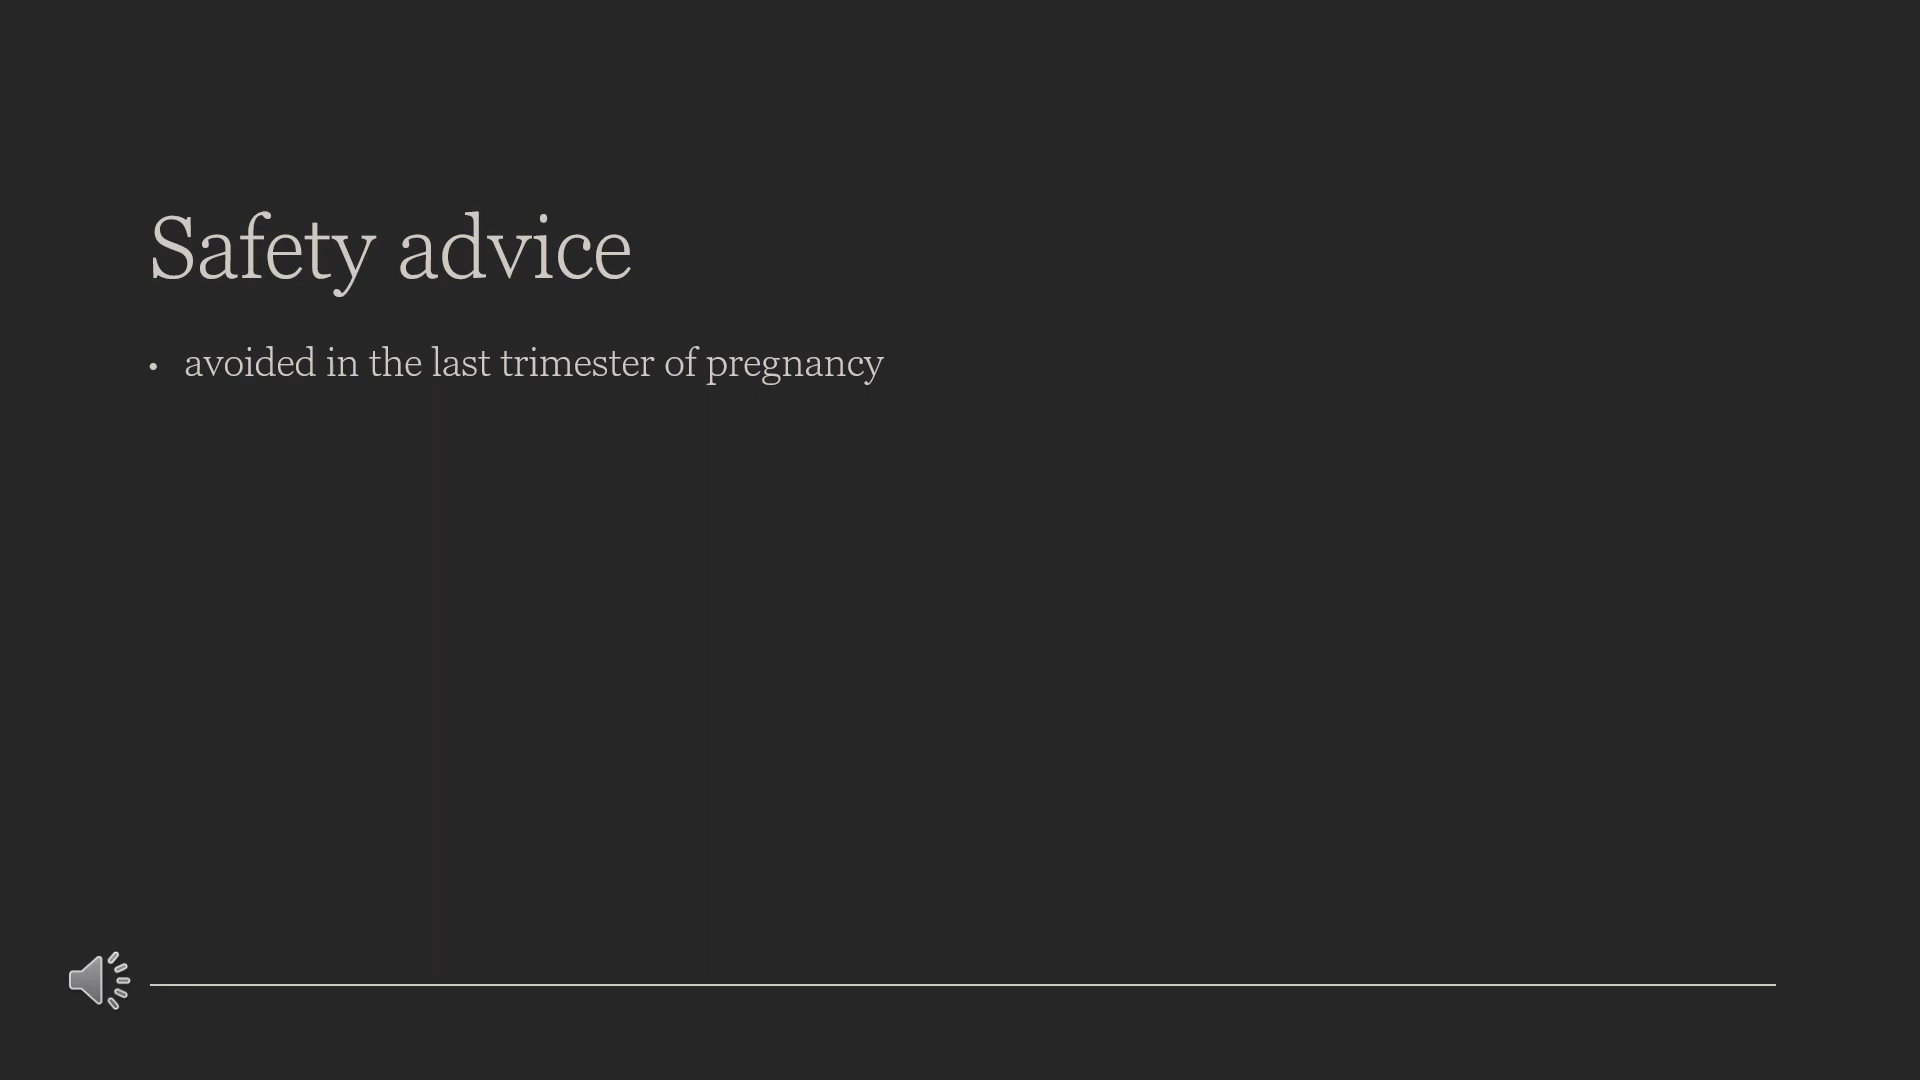 Safety advice
• avoided in the last trimester of pregnancy